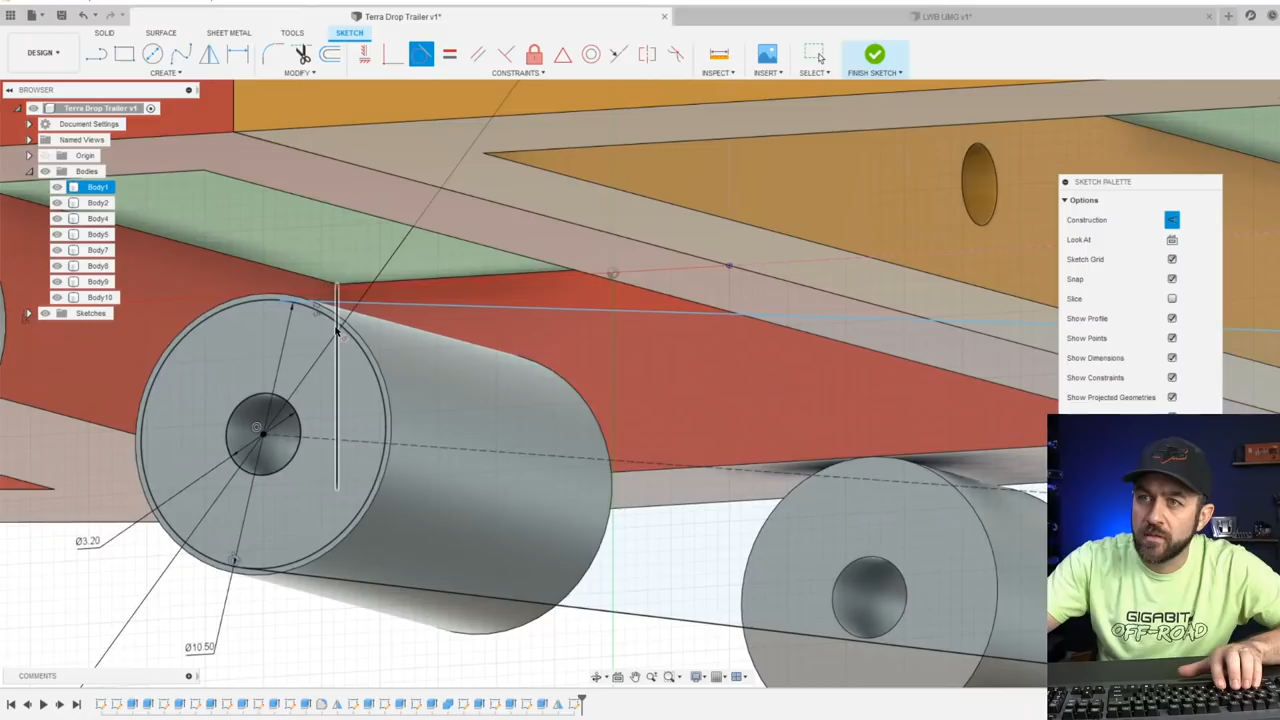 Terra Drop Trailer v1*
LWB UMG v1*
DESIGN
SOLID
SURFACE
SHEET METAL
TOOLS
SKETCH
CREATE
MODIFY
CONSTRAINTS
INSPECT
INSERT
SELECT
FINISH SKETCH
BROWSER
Terra Drop Trailer v1
Document Settings
Named Views
Origin
Bodies
Body1
Body2
Body4
Body5
Body7
Body8
Body9
Body10
Sketches
SKETCH PALETTE
Options
Construction
Look At
Sketch Grid
Snap
Slice
Show Profile
Show Points
Show Dimensions
Show Constraints
Show Projected Geometries
Ø3.20
Ø10.50
GIGABIT
OFF-ROAD
COMMENTS